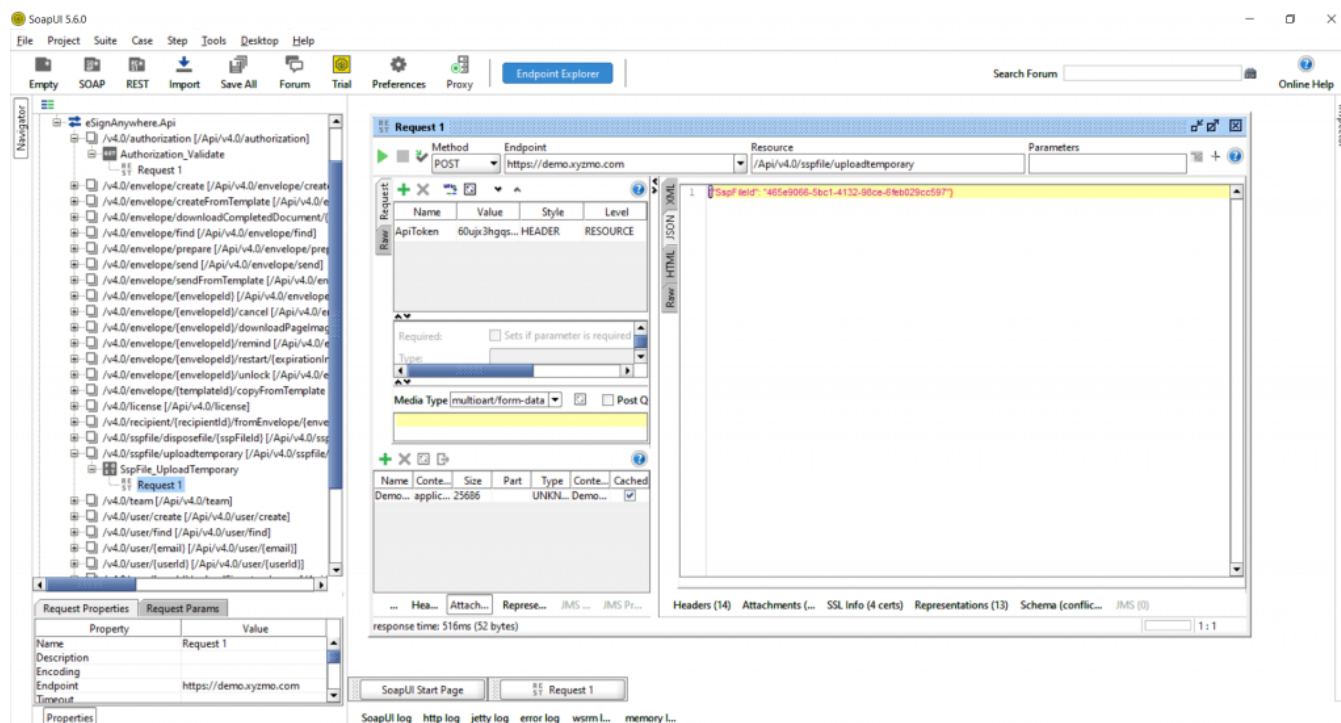 SoapUI 5.6.0
File Project Suite Case Step Tools Desktop Help
Empty SOAP REST Import Save All Forum Trial Preferences Proxy Endpoint Explorer Search Forum Online Help
Navigator
eSignAnywhere.Api
/v4.0/authorization [/Api/v4.0/authorization]
Authorization_Validate
Request 1
/v4.0/envelope/create [/Api/v4.0/envelope/create
/v4.0/envelope/createFromTemplate [/Api/v4.0/e
/v4.0/envelope/downloadCompletedDocument/{
/v4.0/envelope/find [/Api/v4.0/envelope/find]
/v4.0/envelope/prepare [/Api/v4.0/envelope/prep
/v4.0/envelope/send [/Api/v4.0/envelope/send]
/v4.0/envelope/sendFromTemplate [/Api/v4.0/en
/v4.0/envelope/{envelopeId} [/Api/v4.0/envelope
/v4.0/envelope/{envelopeId}/cancel [/Api/v4.0/e
/v4.0/envelope/{envelopeId}/downloadPageImag
/v4.0/envelope/{envelopeId}/remind [/Api/v4.0/e
/v4.0/envelope/{envelopeId}/restart/{expirationIn
/v4.0/envelope/{envelopeId}/unlock [/Api/v4.0/e
/v4.0/envelope/{templateId}/copyFromTemplate
/v4.0/license [/Api/v4.0/license]
/v4.0/recipient/{recipientId}/fromEnvelope/{enve
/v4.0/sspfile/disposefile/{sspFileId} [/Api/v4.0/ssp
/v4.0/sspfile/uploadtemporary [/Api/v4.0/sspfile/
SspFile_UploadTemporary
Request 1
/v4.0/team [/Api/v4.0/team]
/v4.0/user/create [/Api/v4.0/user/create]
/v4.0/user/find [/Api/v4.0/user/find]
/v4.0/user/{email} [/Api/v4.0/user/{email}]
/v4.0/user/{userId} [/Api/v4.0/user/{userId}]
Request Properties Request Params
Property Value
Name Request 1
Description
Encoding
Endpoint https://demo.xyzmo.com
Timeout
Properties
Request 1
Method Endpoint Resource Parameters
POST https://demo.xyzmo.com /Api/v4.0/sspfile/uploadtemporary
Request
Raw
Name Value Style Level
ApiToken 60ujx3hgqs... HEADER RESOURCE
Required: Sets if parameter is required
Type:
Media Type multipart/form-data Post Q
Name Conte... Size Part Type Conte... Cached
Demo... applic... 25686 UNKN... Demo...
... Hea... Attach... Represe... JMS ... JMS Pr...
response time: 516ms (52 bytes)
XML
JSON
HTML
Raw
1 {"SspFileId": "465e9066-5bc1-4132-98ce-6feb029cc597"}
Headers (14) Attachments (... SSL Info (4 certs) Representations (13) Schema (conflic... JMS (0)
1 : 1
SoapUI Start Page Request 1
SoapUI log http log jetty log error log wsrm l... memory l...